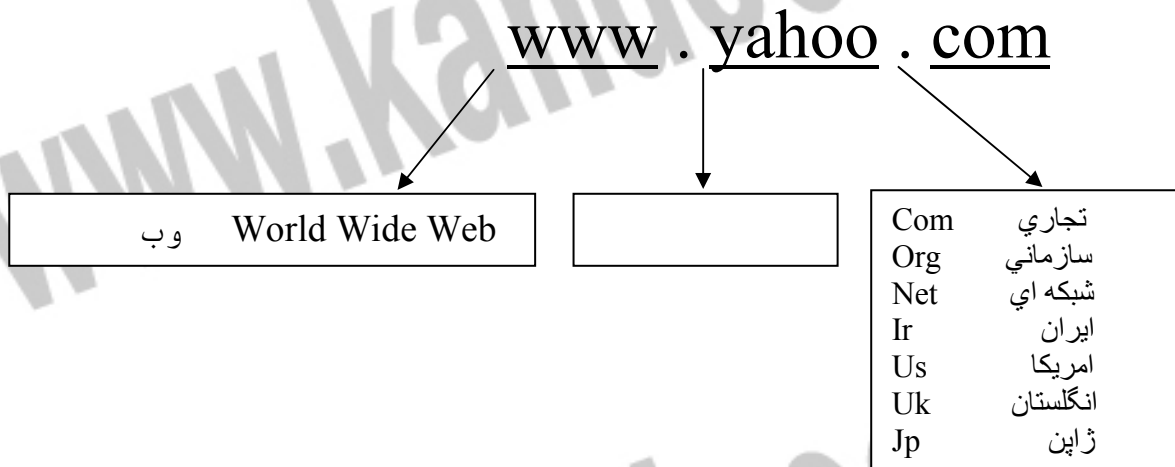 www . yahoo . com
وب World Wide Web
Com تجاري
Org سازماني
Net شبكه اي
Ir ايران
Us امريكا
Uk انگلستان
Jp ژاپن